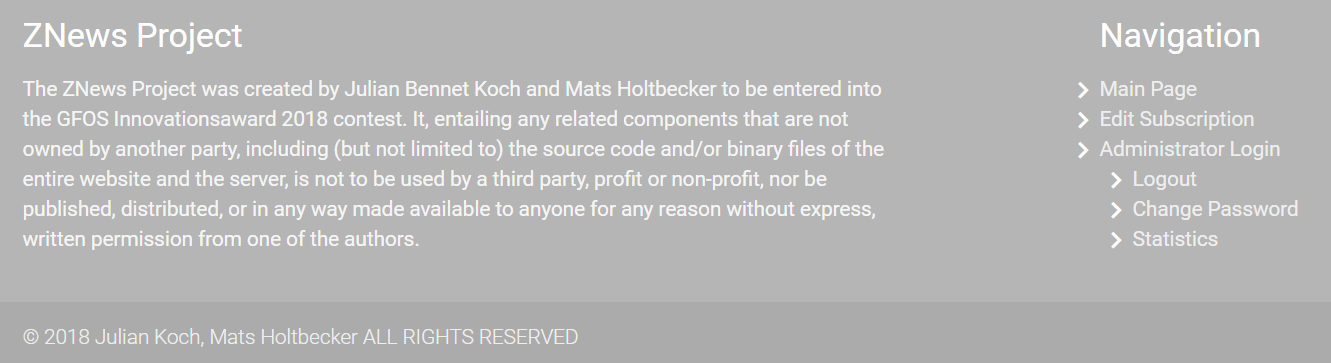 ZNews Project
The ZNews Project was created by Julian Bennet Koch and Mats Holtbecker to be entered into
the GFOS Innovationsaward 2018 contest. It, entailing any related components that are not
owned by another party, including (but not limited to) the source code and/or binary files of the
entire website and the server, is not to be used by a third party, profit or non-profit, nor be
published, distributed, or in any way made available to anyone for any reason without express,
written permission from one of the authors.
Navigation
Main Page
Edit Subscription
Administrator Login
Logout
Change Password
Statistics
© 2018 Julian Koch, Mats Holtbecker ALL RIGHTS RESERVED